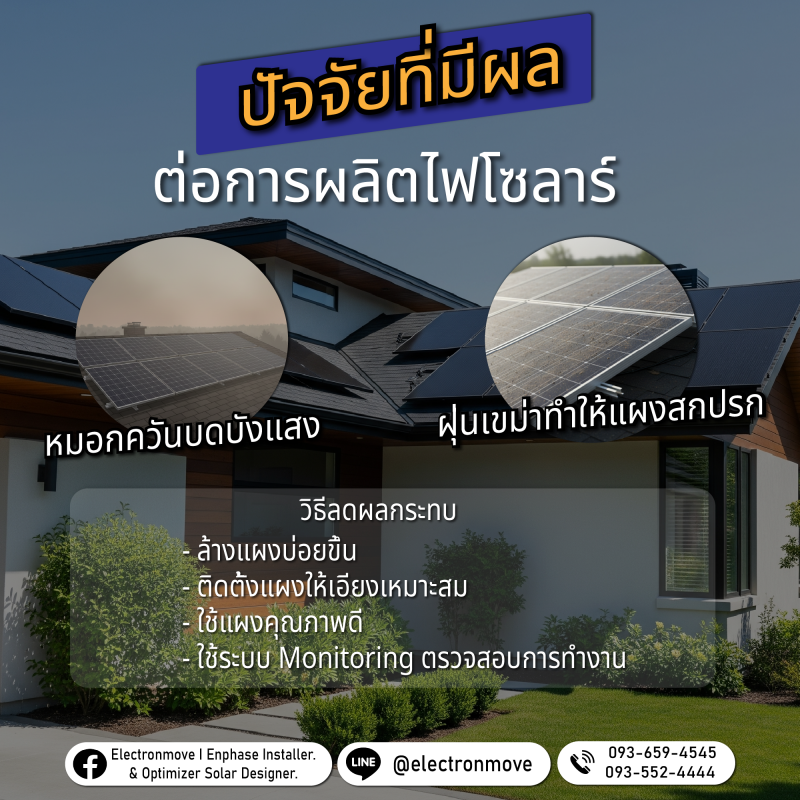 ปัจจัยที่มีผล
ต่อการผลิตไฟโซลาร์
หมอกควันบดบังแสง
ฝุ่นเขม่าทำให้แผงสกปรก
วิธีลดผลกระทบ
- ล้างแผงบ่อยขึ้น
- ติดตั้งแผงให้เอียงเหมาะสม
- ใช้แผงคุณภาพดี
- ใช้ระบบ Monitoring ตรวจสอบการทำงาน
Electronmove I Enphase Installer.
& Optimizer Solar Designer.
LINE
@electronmove
093-659-4545
093-552-4444